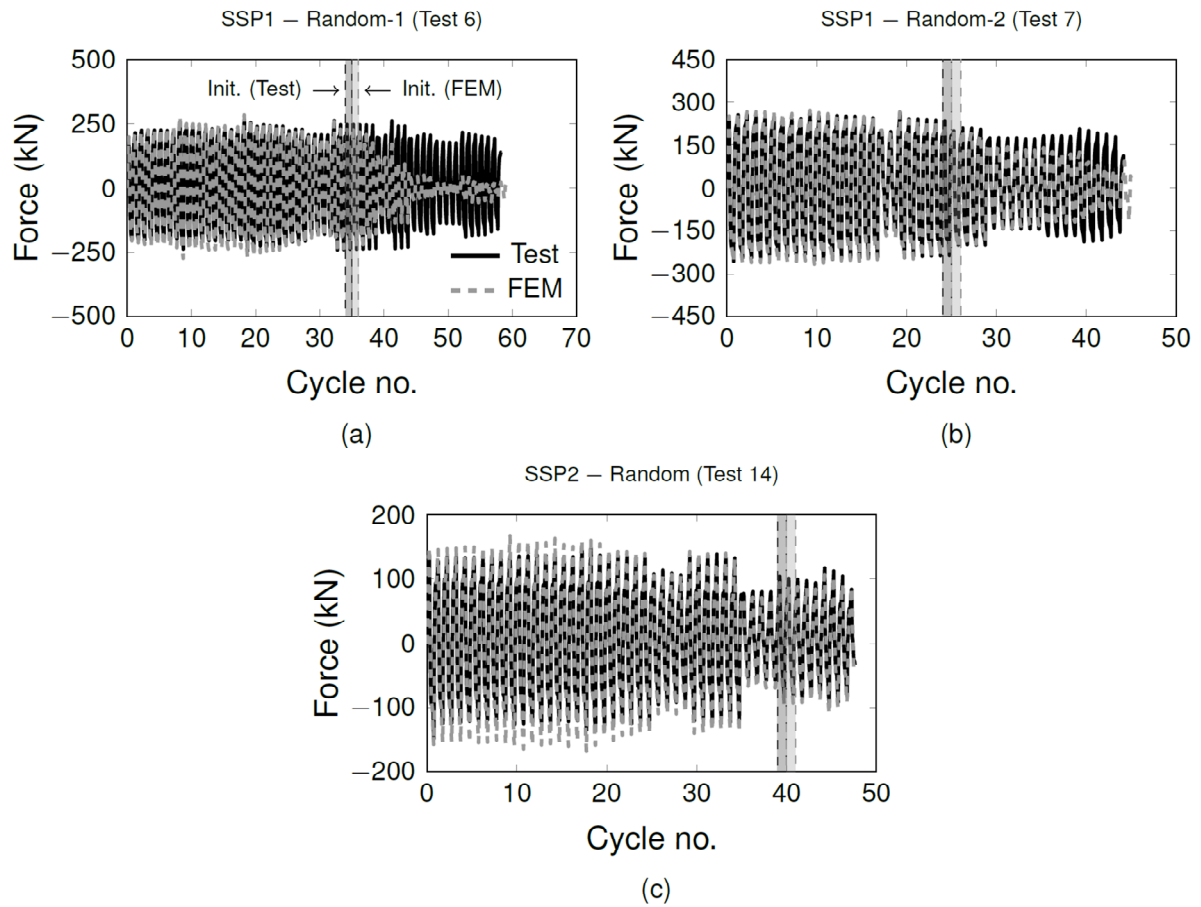 SSP1 – Random-1 (Test 6)
500
250
0
−250
−500
Force (kN)
Init. (Test) →
← Init. (FEM)
Test
FEM
0 10 20 30 40 50 60 70
Cycle no.
(a)
SSP1 – Random-2 (Test 7)
450
300
150
0
−150
−300
−450
Force (kN)
0 10 20 30 40 50
Cycle no.
(b)
SSP2 – Random (Test 14)
200
100
0
−100
−200
Force (kN)
0 10 20 30 40 50
Cycle no.
(c)